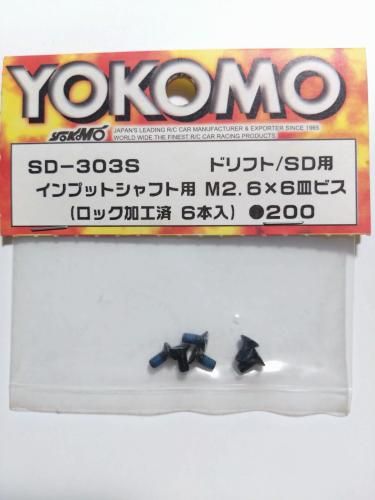 YOKOMO
YOKOMO JAPAN'S LEADING R/C CAR MANUFACTURER & EXPORTER SINCE 1965
WORLD WIDE THE FINEST R/C CAR RACING PRODUCTS
SD-303S ドリフト/SD用
インプットシャフト用 M2.6×6皿ビス
(ロック加工済 6本入) ●200